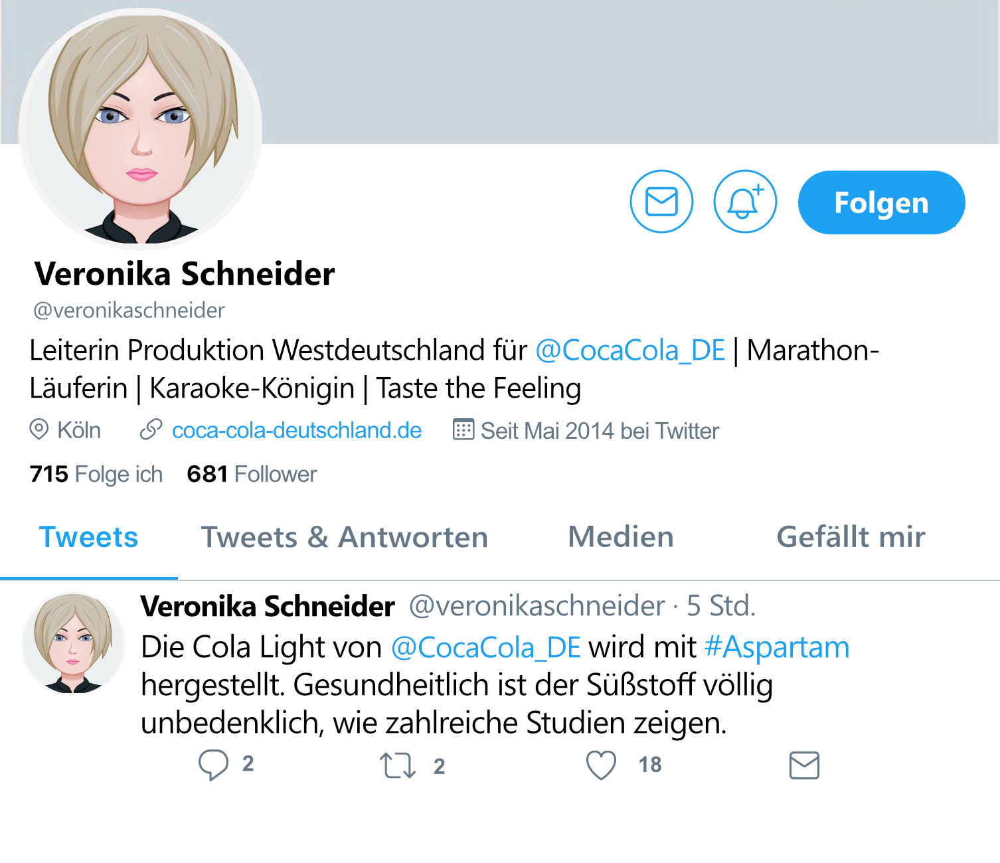 Folgen
Veronika Schneider
@veronikaschneider
Leiterin Produktion Westdeutschland für @CocaCola_DE | Marathon-
Läuferin | Karaoke-Königin | Taste the Feeling
Köln coca-cola-deutschland.de Seit Mai 2014 bei Twitter
715 Folge ich 681 Follower
Tweets Tweets & Antworten Medien Gefällt mir
Veronika Schneider @veronikaschneider · 5 Std.
Die Cola Light von @CocaCola_DE wird mit #Aspartam
hergestellt. Gesundheitlich ist der Süßstoff völlig
unbedenklich, wie zahlreiche Studien zeigen.
2 2 18